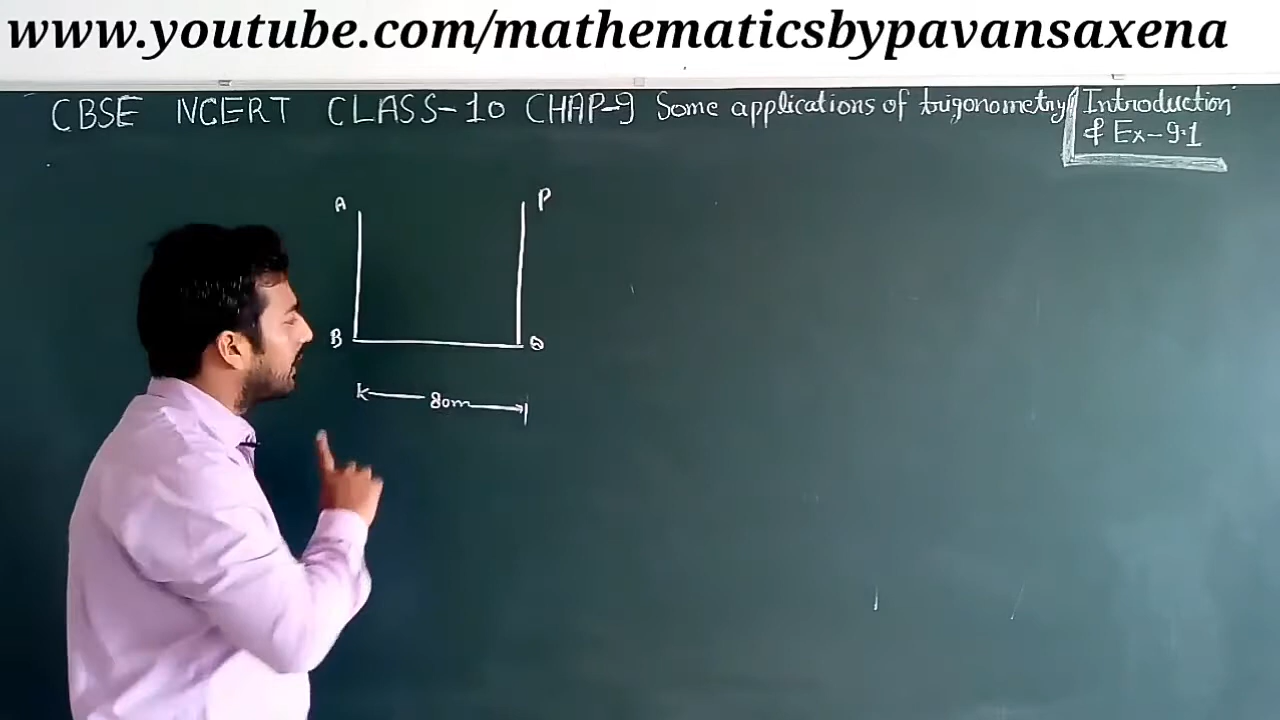 www.youtube.com/mathematicsbypavansaxena
CBSE NCERT CLASS-10 CHAP-9 Some applications of trigonometry
Introduction
& Ex-9.1
A
P
B
Q
80m